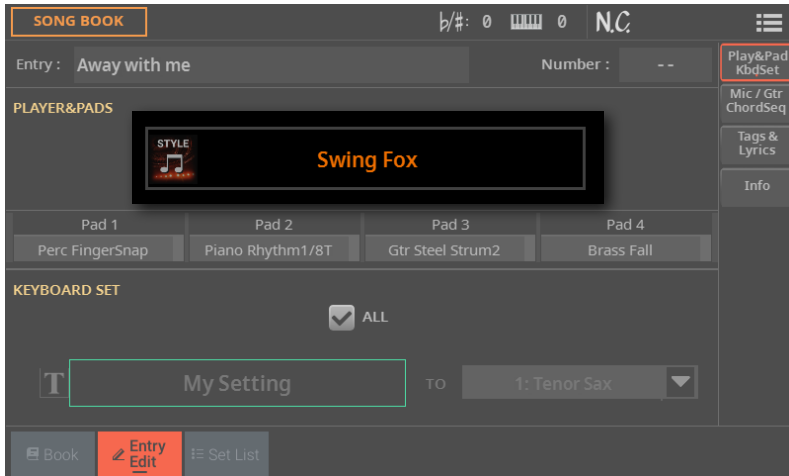 SONG BOOK
b/#: 0
0
N.C.
Entry : Away with me
Number : --
Play&Pad
KbdSet
Mic / Gtr
ChordSeq
Tags &
Lyrics
Info
PLAYER&PADS
STYLE
Swing Fox
Pad 1
Pad 2
Pad 3
Pad 4
Perc FingerSnap
Piano Rhythm1/8T
Gtr Steel Strum2
Brass Fall
KEYBOARD SET
ALL
T
My Setting
TO
1: Tenor Sax
Book
Entry
Edit
Set List